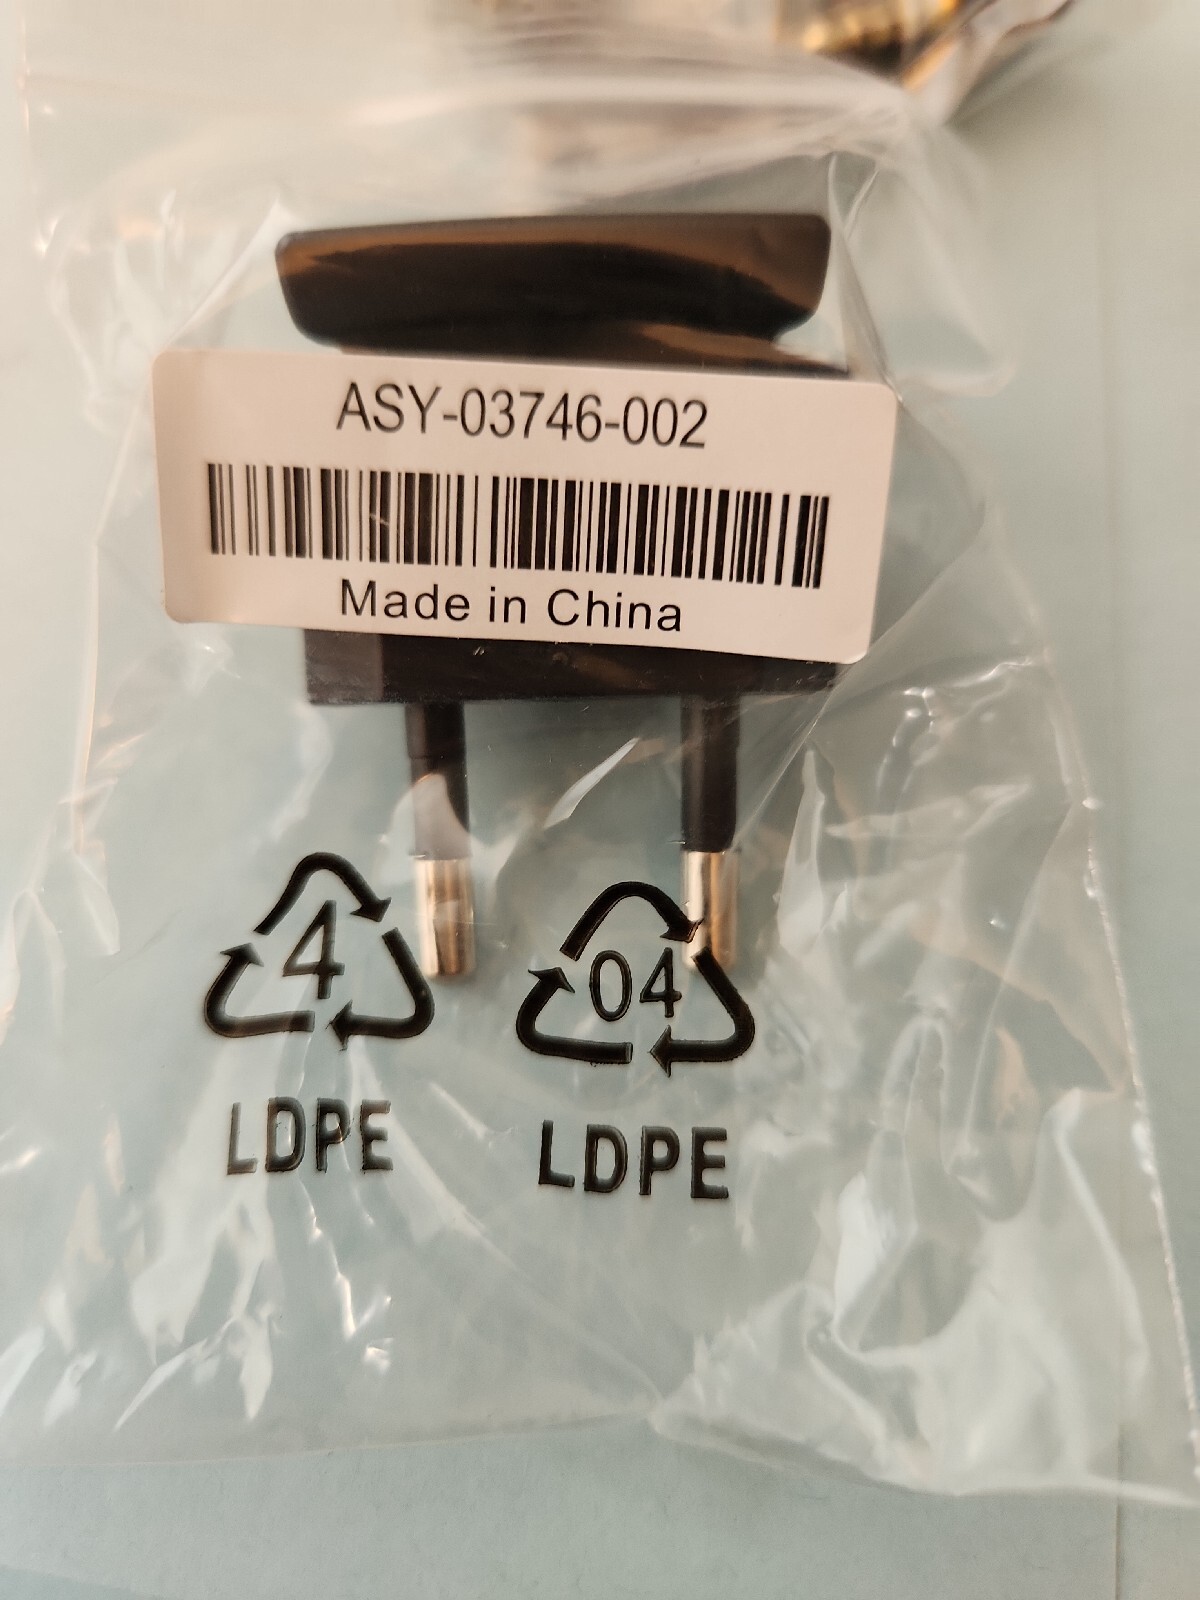 ASY-03746-002
Made in China
4
04
LDPE
LDPE